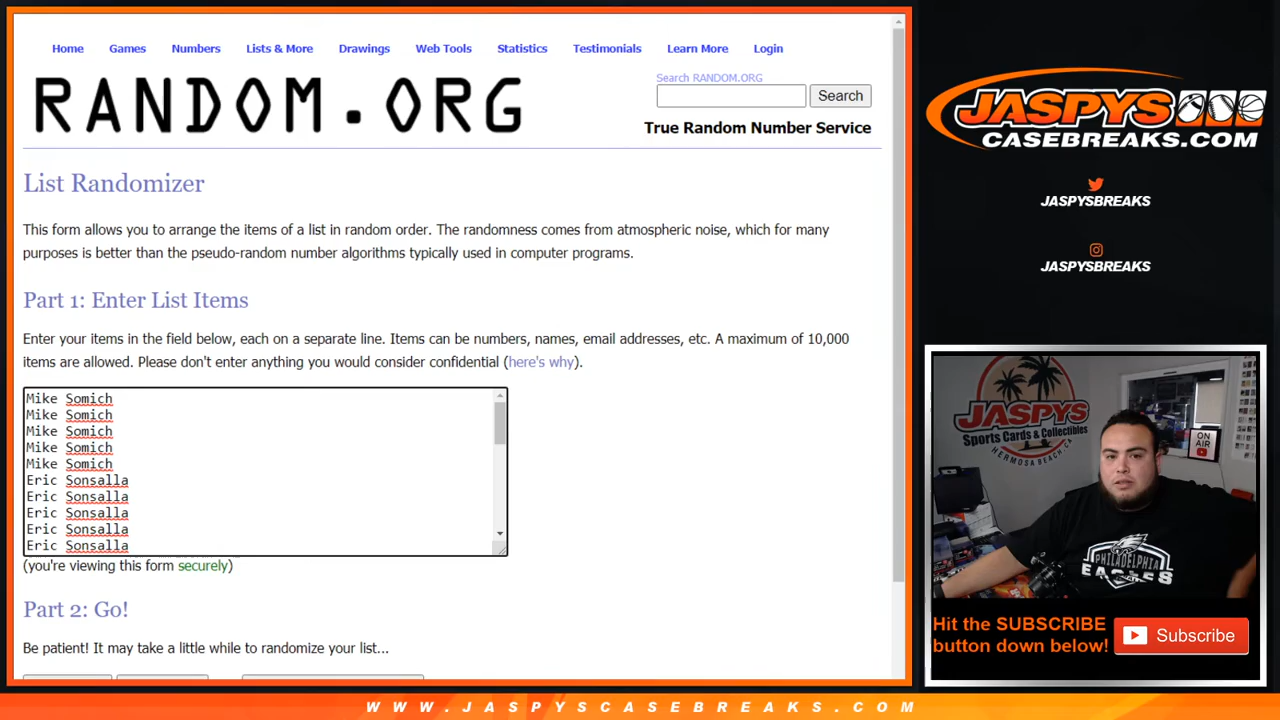 Home Games Numbers Lists & More Drawings Web Tools Statistics Testimonials Learn More Login
RANDOM.ORG
Search RANDOM.ORG
Search
True Random Number Service
List Randomizer
This form allows you to arrange the items of a list in random order. The randomness comes from atmospheric noise, which for many
purposes is better than the pseudo-random number algorithms typically used in computer programs.
Part 1: Enter List Items
Enter your items in the field below, each on a separate line. Items can be numbers, names, email addresses, etc. A maximum of 10,000
items are allowed. Please don't enter anything you would consider confidential (here's why).
Mike Somich
Mike Somich
Mike Somich
Mike Somich
Mike Somich
Eric Sonsalla
Eric Sonsalla
Eric Sonsalla
Eric Sonsalla
Eric Sonsalla
(you're viewing this form securely)
Part 2: Go!
Be patient! It may take a little while to randomize your list...
JASPYS
CASEBREAKS.COM
JASPYSBREAKS
JASPYSBREAKS
JASPYS
Sports Cards & Collectibles
HERMOSA BEACH, CA
ON AIR
PHILADELPHIA
EAGLES
Hit the SUBSCRIBE
button down below!
Subscribe
WWW.JASPYSCASEBREAKS.COM